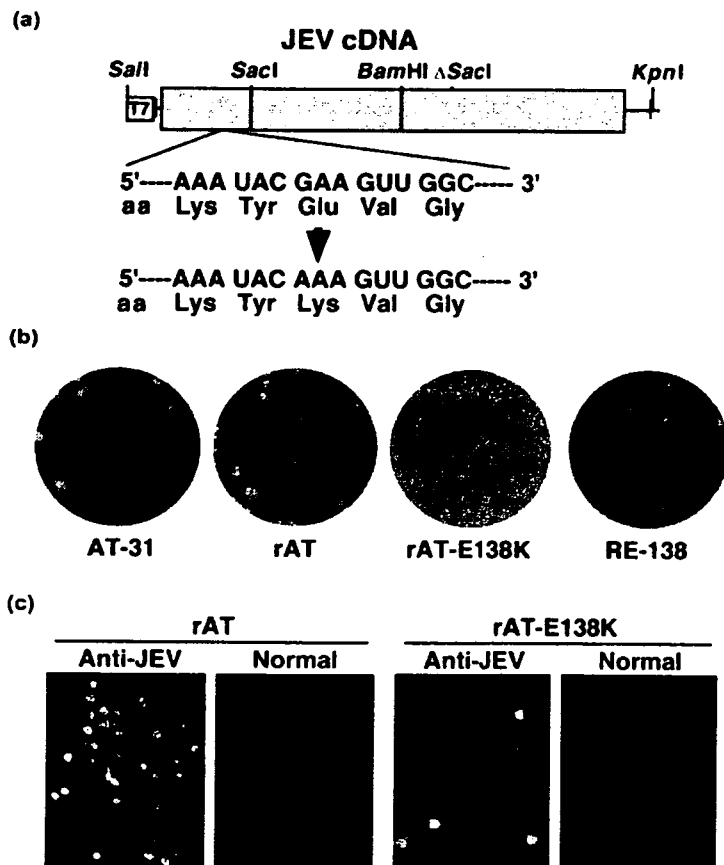 (a)
JEV cDNA
SalI SacI BamHI ΔSacI KpnI
T7
5'----AAA UAC GAA GUU GGC----- 3'
aa Lys Tyr Glu Val Gly
5'----AAA UAC AAA GUU GGC----- 3'
aa Lys Tyr Lys Val Gly
(b)
AT-31 rAT rAT-E138K RE-138
(c)
rAT rAT-E138K
Anti-JEV Normal Anti-JEV Normal